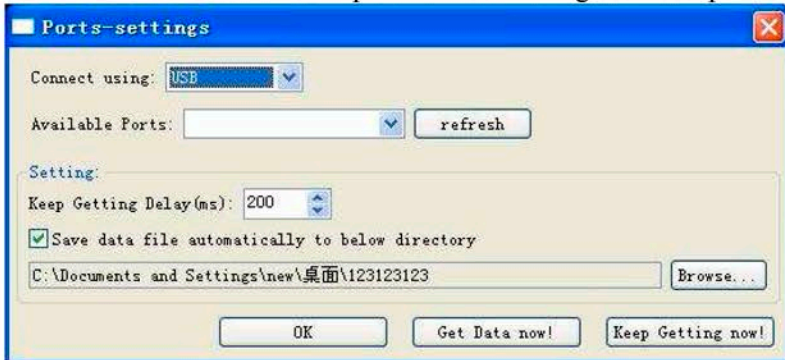 Ports-settings
Connect using: USB
Available Ports: refresh
Setting:
Keep Getting Delay(ms): 200
Save data file automatically to below directory
C:\Documents and Settings\new\桌面\123123123 Browse...
OK Get Data now! Keep Getting now!